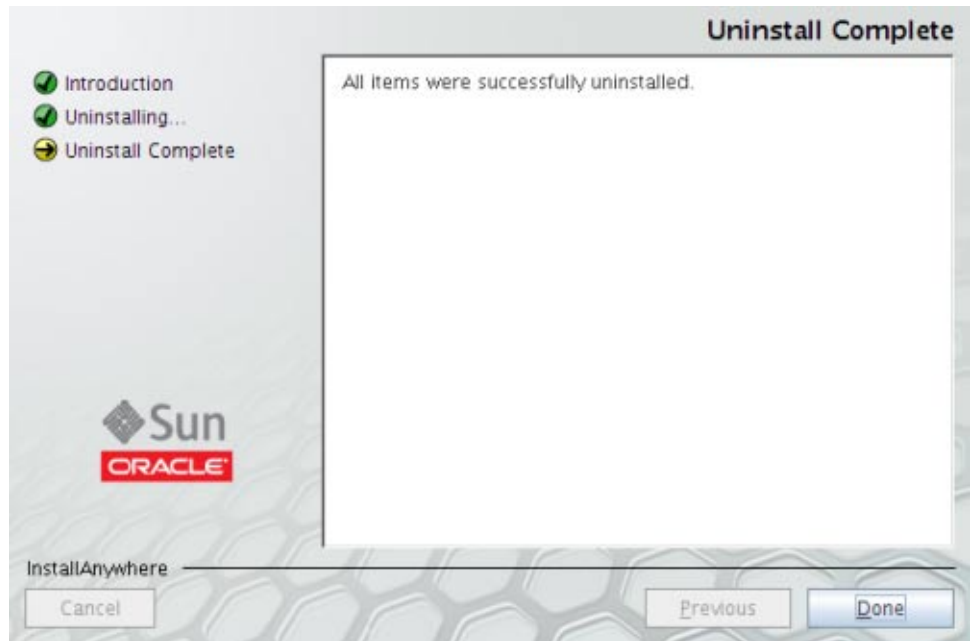 Uninstall Complete
Introduction
Uninstalling...
Uninstall Complete
All items were successfully uninstalled.
Sun
ORACLE
InstallAnywhere
Cancel
Previous
Done